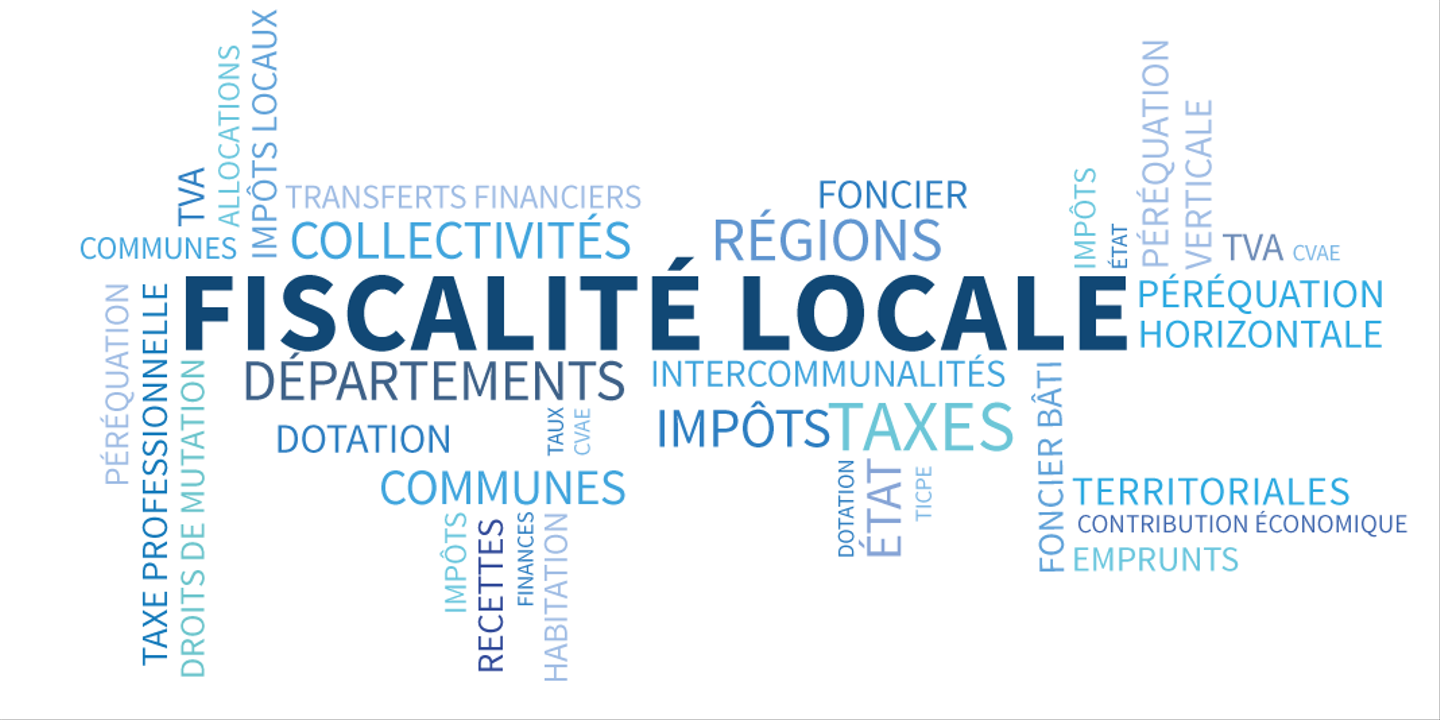 IMPÔTS LOCAUX
ALLOCATIONS
TVA
COMMUNES
TRANSFERTS FINANCIERS
COLLECTIVITÉS
FONCIER
RÉGIONS
IMPÔTS
ÉTAT
PÉRÉQUATION
VERTICALE
TVA
CVAE
FISCALITÉ LOCALE
PÉRÉQUATION
HORIZONTALE
PÉRÉQUATION
TAXE PROFESSIONNELLE
DROITS DE MUTATION
DÉPARTEMENTS
INTERCOMMUNALITÉS
DOTATION
TAUX
CVAE
IMPÔTS
TAXES
FONCIER BÂTI
COMMUNES
DOTATION
ÉTAT
TICPE
TERRITORIALES
CONTRIBUTION ÉCONOMIQUE
EMPRUNTS
IMPÔTS
RECETTES
FINANCES
HABITATION